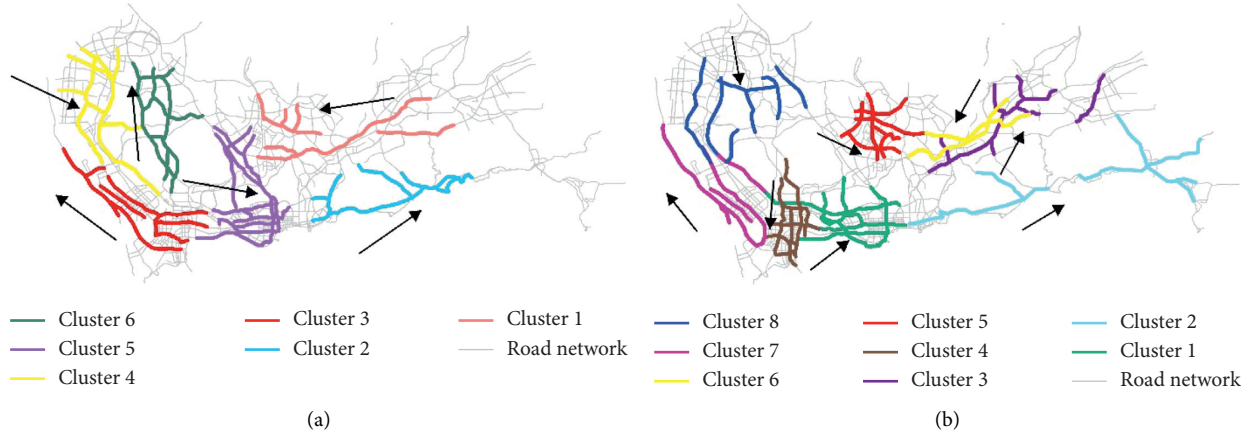 Cluster 6 Cluster 3 Cluster 1
Cluster 5 Cluster 2 Road network
Cluster 4
(a)
Cluster 8 Cluster 5 Cluster 2
Cluster 7 Cluster 4 Cluster 1
Cluster 6 Cluster 3 Road network
(b)